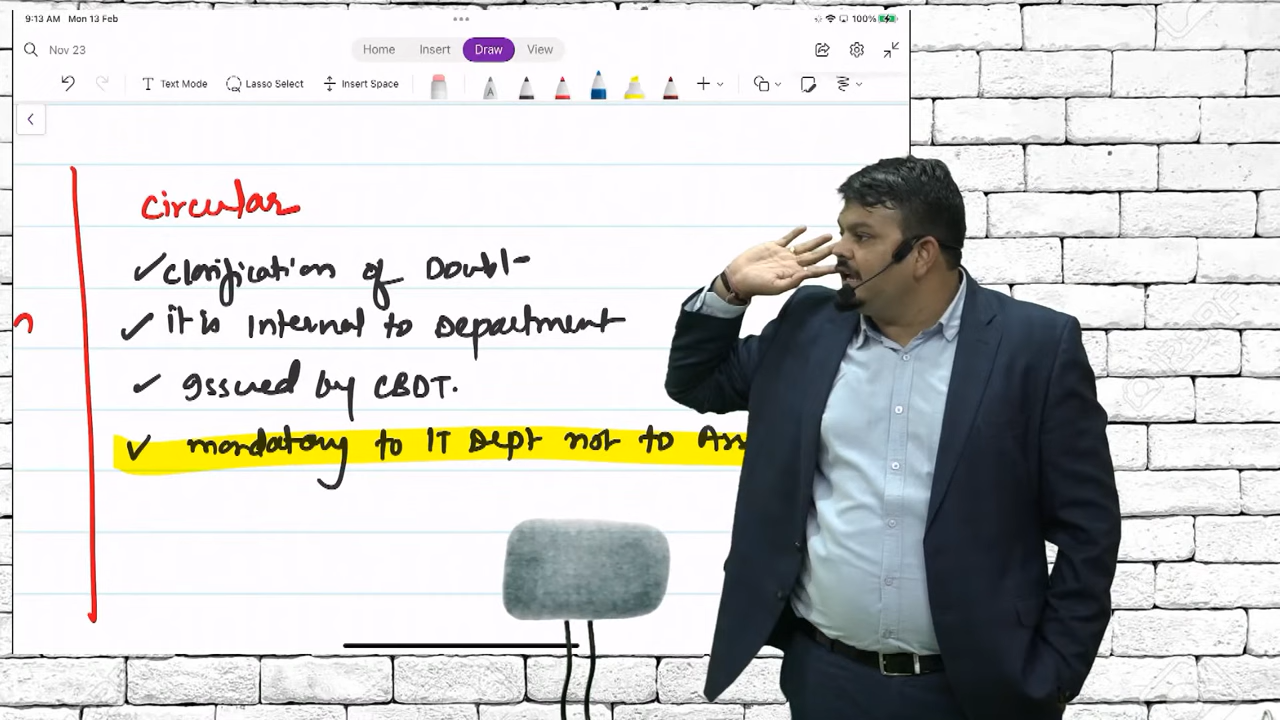 9:13 AM Mon 13 Feb
100%
Nov 23
Home Insert Draw View
Text Mode Lasso Select Insert Space
circular
✓ clarification of Doubt
✓ it is internal to Department
✓ issued by CBDT.
✓ mandatory to IT Dept not to Ass